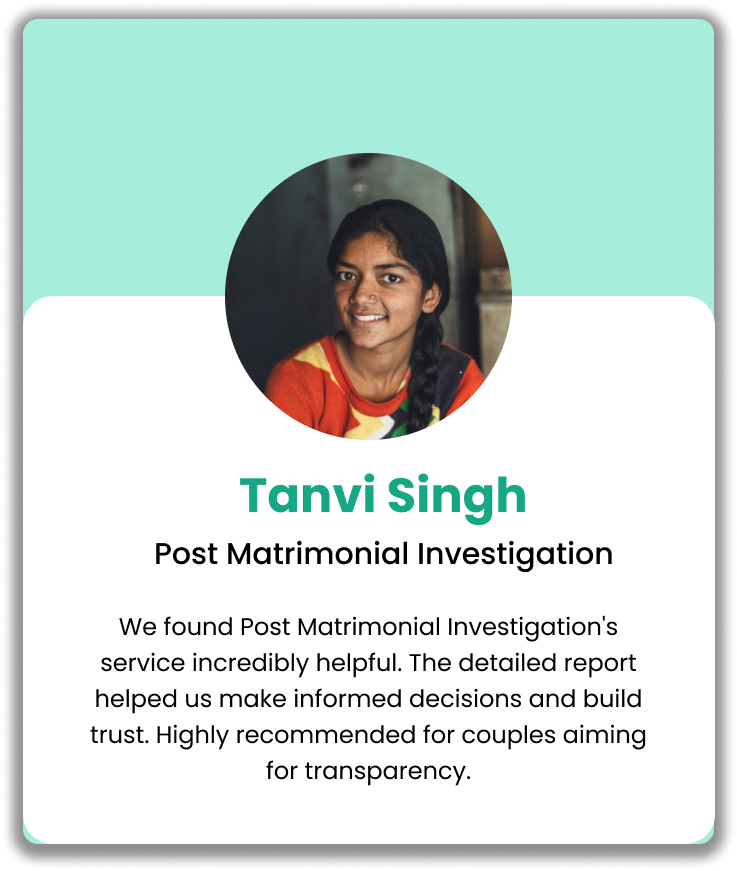 Tanvi Singh
Post Matrimonial Investigation
We found Post Matrimonial Investigation's
service incredibly helpful. The detailed report
helped us make informed decisions and build
trust. Highly recommended for couples aiming
for transparency.